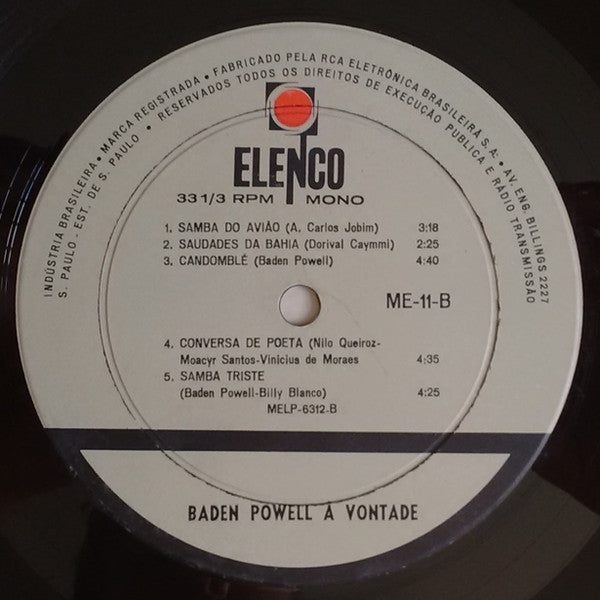 INDÚSTRIA BRASILEIRA • MARCA REGISTRADA • FABRICADO PELA RCA ELETRÔNICA BRASILEIRA S.A. • AV. ENG. BILLINGS 2227
S. PAULO - EST. DE S. PAULO • RESERVADOS TODOS OS DIREITOS DE EXECUÇÃO PUBLICA E RÁDIO TRANSMISSÃO
ELENCO
33 1/3 RPM MONO
1. SAMBA DO AVIÃO (A. Carlos Jobim) 3:18
2. SAUDADES DA BAHIA (Dorival Caymmi) 2:25
3. CANDOMBLÉ (Baden Powell) 4:40
ME-11-B
4. CONVERSA DE POETA (Nilo Queiroz-
Moacyr Santos-Vinicius de Moraes 4:35
5. SAMBA TRISTE
(Baden Powell-Billy Blanco) 4:25
MELP-6312-B
BADEN POWELL À VONTADE